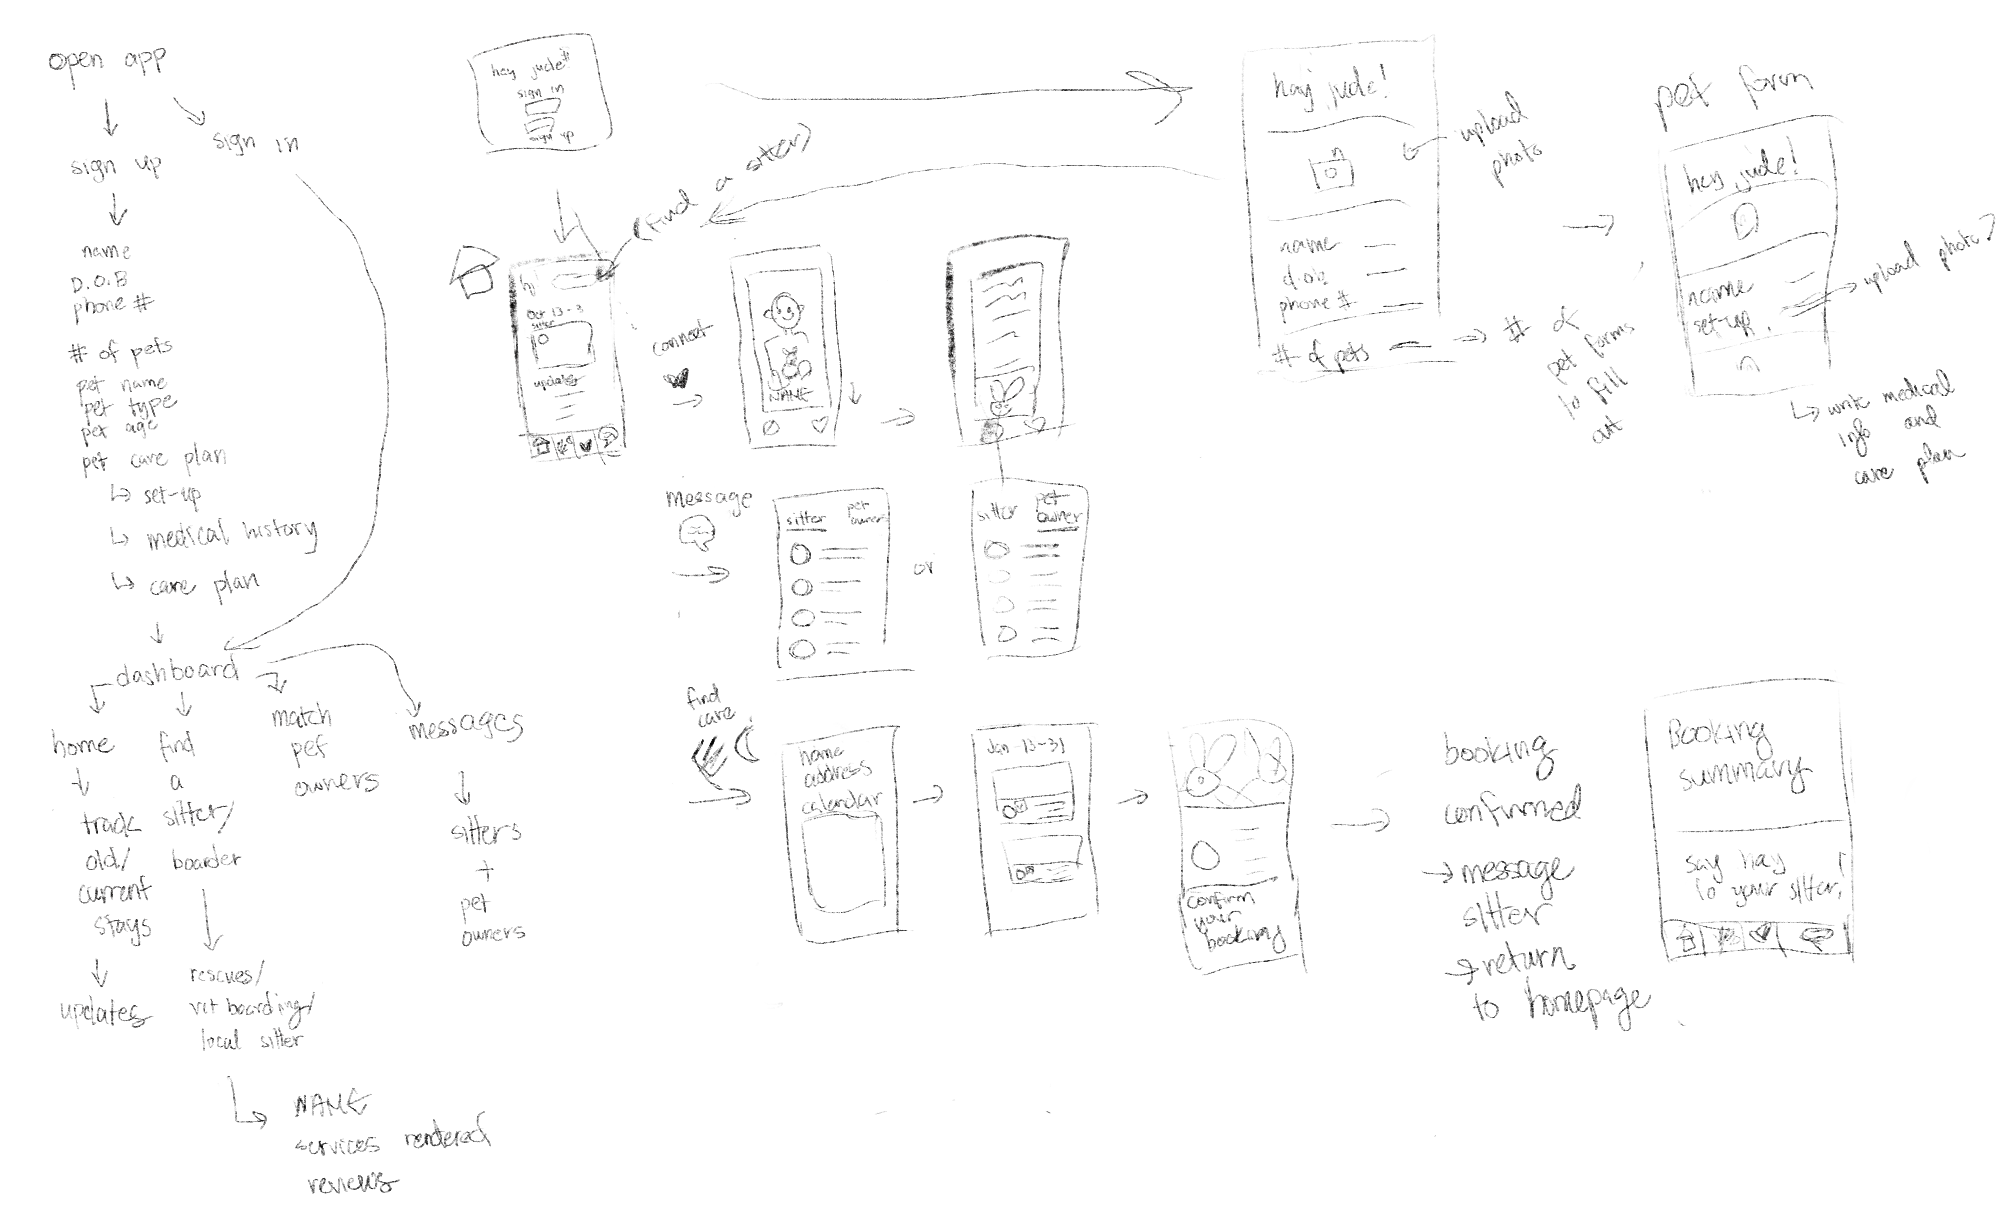 open app
sign in
sign up
name
D.O.B
phone #
# of pets
pet name
pet type
pet age
pet care plan
set-up
medical history
care plan
dashboard
home
track
old/
current
stays
updates
find
a
sitter/
boarder
rescues/
vet boarding/
local sitter
NAME
services rendered
reviews
match
pet
owners
messages
sitters
+
pet
owners
hey jude!
sign in
sign up
(find a sitter)
hi
sitter
updates
connect
NAME
message
sitter
pet
owner
or
sitter
pet
owner
find
care
name
address
calendar
Jan 13-31
confirm
your
booking
booking
confirmed
message
sitter
return
to homepage
Booking
summary
say hay
to your sitter!
hay jude!
upload
photo
name
d.o.b
phone #
# of pets
# of
pet forms
to fill
out
pet form
hey jude!
name
set-up
upload photo?
write medical
info and
care plan